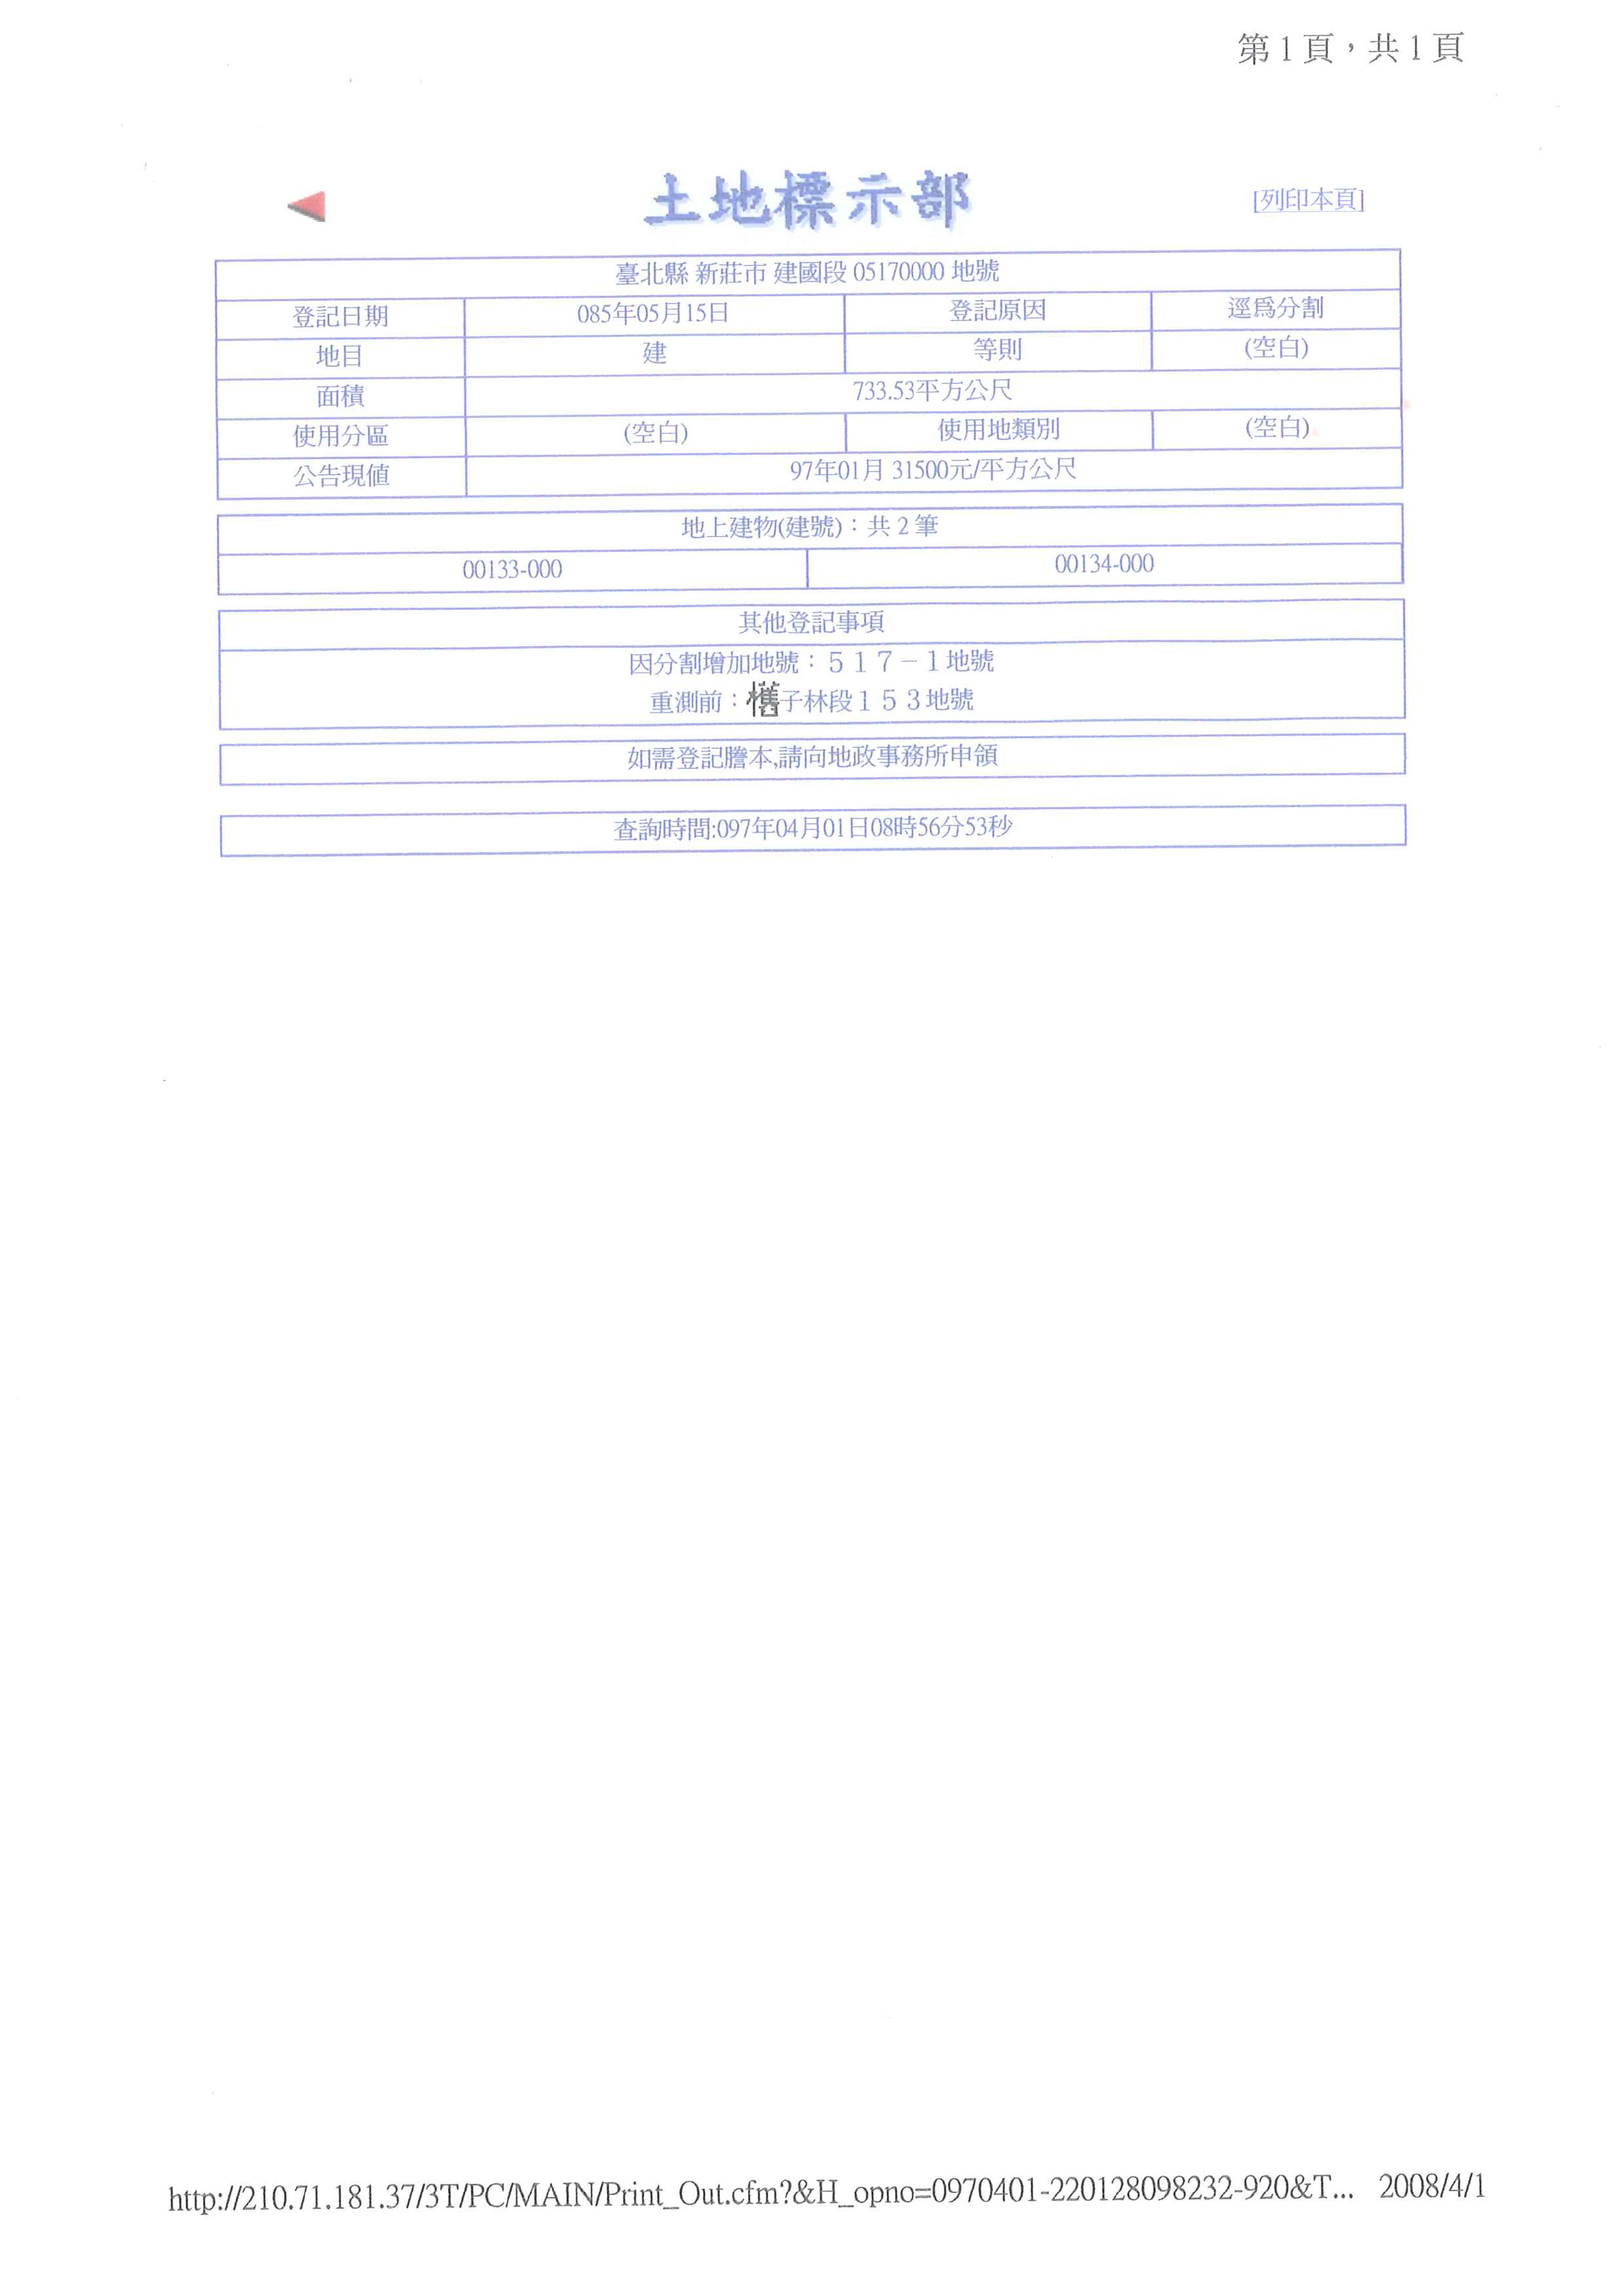 第1頁，共1頁
土地標示部
[列印本頁]
臺北縣 新莊市 建國段 05170000 地號
登記日期 085年05月15日 登記原因 逕為分割
地目 建 等則 (空白)
面積 733.53平方公尺
使用分區 (空白) 使用地類別 (空白)
公告現值 97年01月 31500元/平方公尺
地上建物(建號)：共 2 筆
00133-000 00134-000
其他登記事項
因分割增加地號：５１７－１地號
重測前：櫹子林段１５３地號
如需登記謄本,請向地政事務所申領
查詢時間:097年04月01日08時56分53秒
http://210.71.181.37/3T/PC/MAIN/Print_Out.cfm?&H_opno=0970401-220128098232-920&T... 2008/4/1